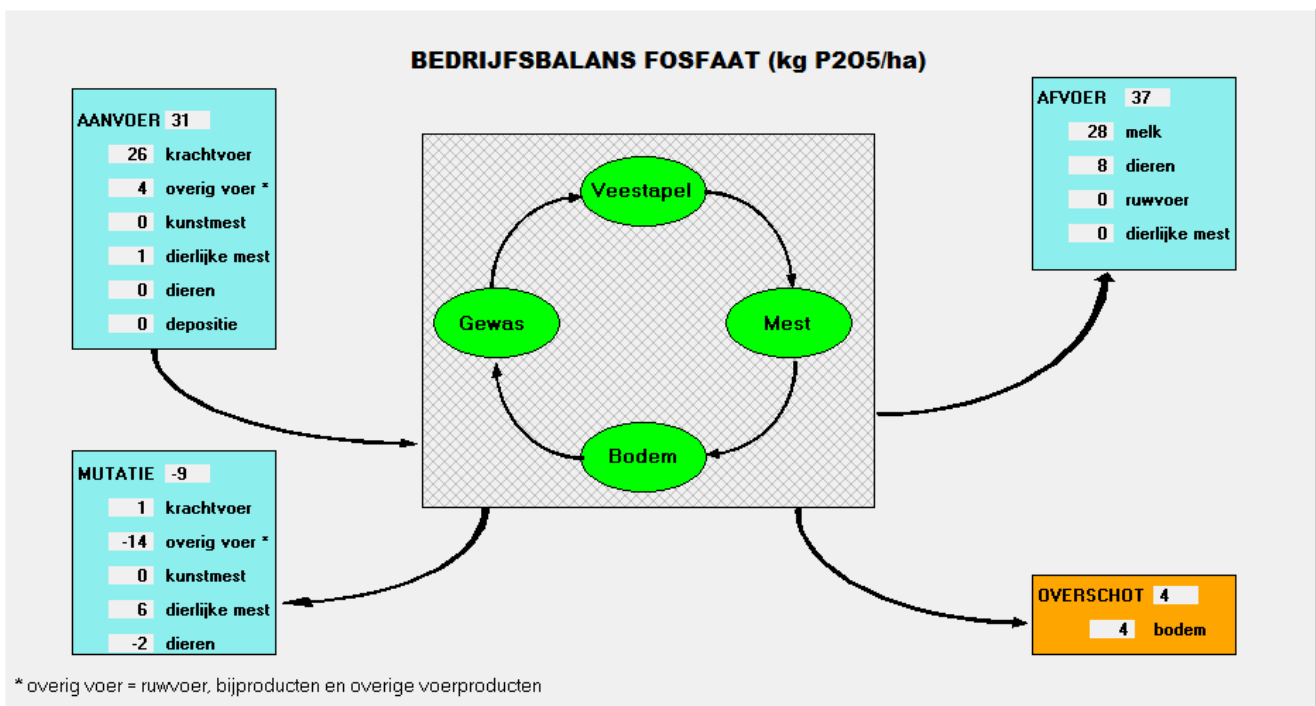 BEDRIJFSBALANS FOSFAAT (kg P2O5/ha)
AANVOER 31
26 krachtvoer
4 overig voer *
0 kunstmest
1 dierlijke mest
0 dieren
0 depositie
AFVOER 37
28 melk
8 dieren
0 ruwvoer
0 dierlijke mest
Veestapel
Gewas
Mest
Bodem
MUTATIE -9
1 krachtvoer
-14 overig voer *
0 kunstmest
6 dierlijke mest
-2 dieren
OVERSCHOT 4
4 bodem
* overig voer = ruwvoer, bijproducten en overige voerproducten